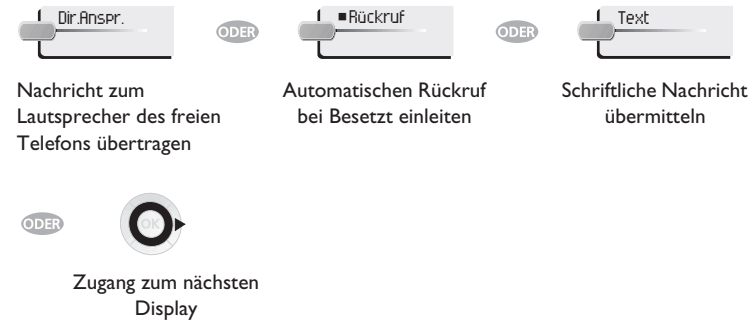 Dir.Anspr.
ODER
■Rückruf
ODER
Text
Nachricht zum
Lautsprecher des freien
Telefons übertragen
Automatischen Rückruf
bei Besetzt einleiten
Schriftliche Nachricht
übermitteln
ODER
OK
Zugang zum nächsten
Display